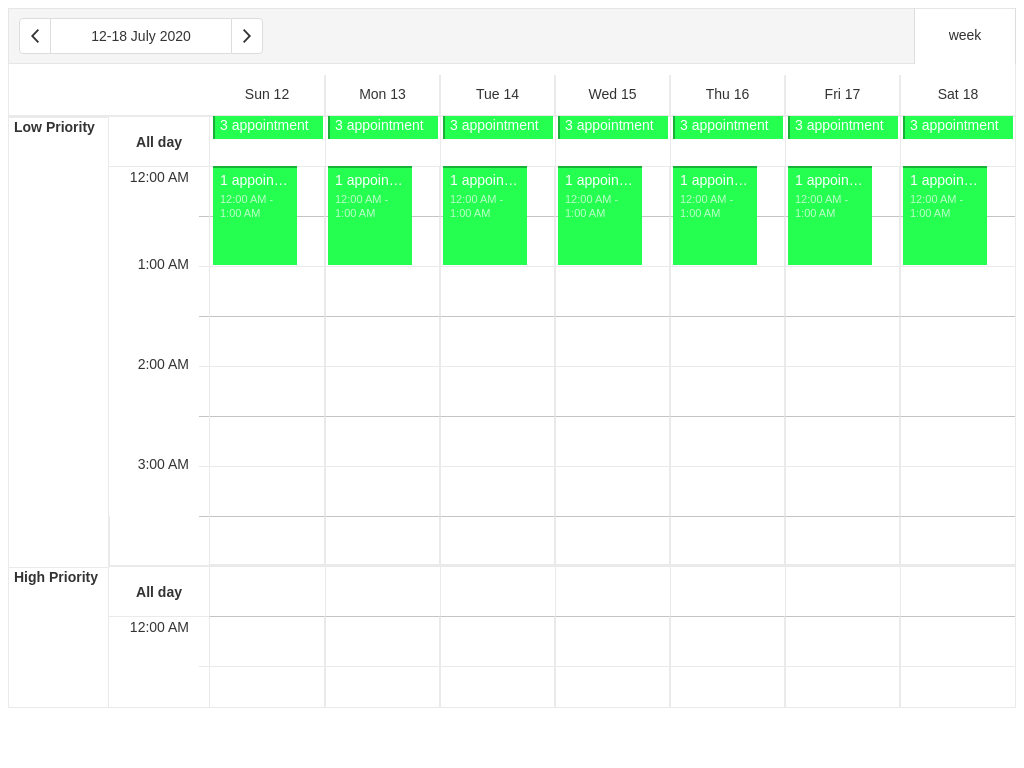 12-18 July 2020
week
Sun 12 Mon 13 Tue 14 Wed 15 Thu 16 Fri 17 Sat 18
Low Priority
All day
3 appointment 3 appointment 3 appointment 3 appointment 3 appointment 3 appointment 3 appointment
12:00 AM
1 appoin… 1 appoin… 1 appoin… 1 appoin… 1 appoin… 1 appoin… 1 appoin…
12:00 AM - 12:00 AM - 12:00 AM - 12:00 AM - 12:00 AM - 12:00 AM - 12:00 AM -
1:00 AM 1:00 AM 1:00 AM 1:00 AM 1:00 AM 1:00 AM 1:00 AM
1:00 AM
2:00 AM
3:00 AM
High Priority
All day
12:00 AM